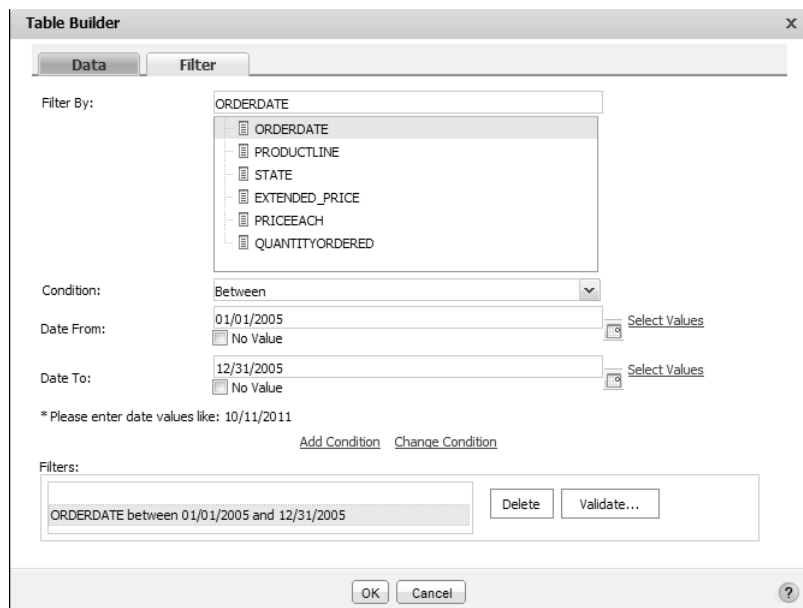 Table Builder x
Data Filter
Filter By: ORDERDATE
ORDERDATE
PRODUCTLINE
STATE
EXTENDED_PRICE
PRICEEACH
QUANTITYORDERED
Condition: Between
Date From: 01/01/2005 Select Values
No Value
Date To: 12/31/2005 Select Values
No Value
* Please enter date values like: 10/11/2011
Add Condition Change Condition
Filters:
ORDERDATE between 01/01/2005 and 12/31/2005 Delete Validate...
OK Cancel ?